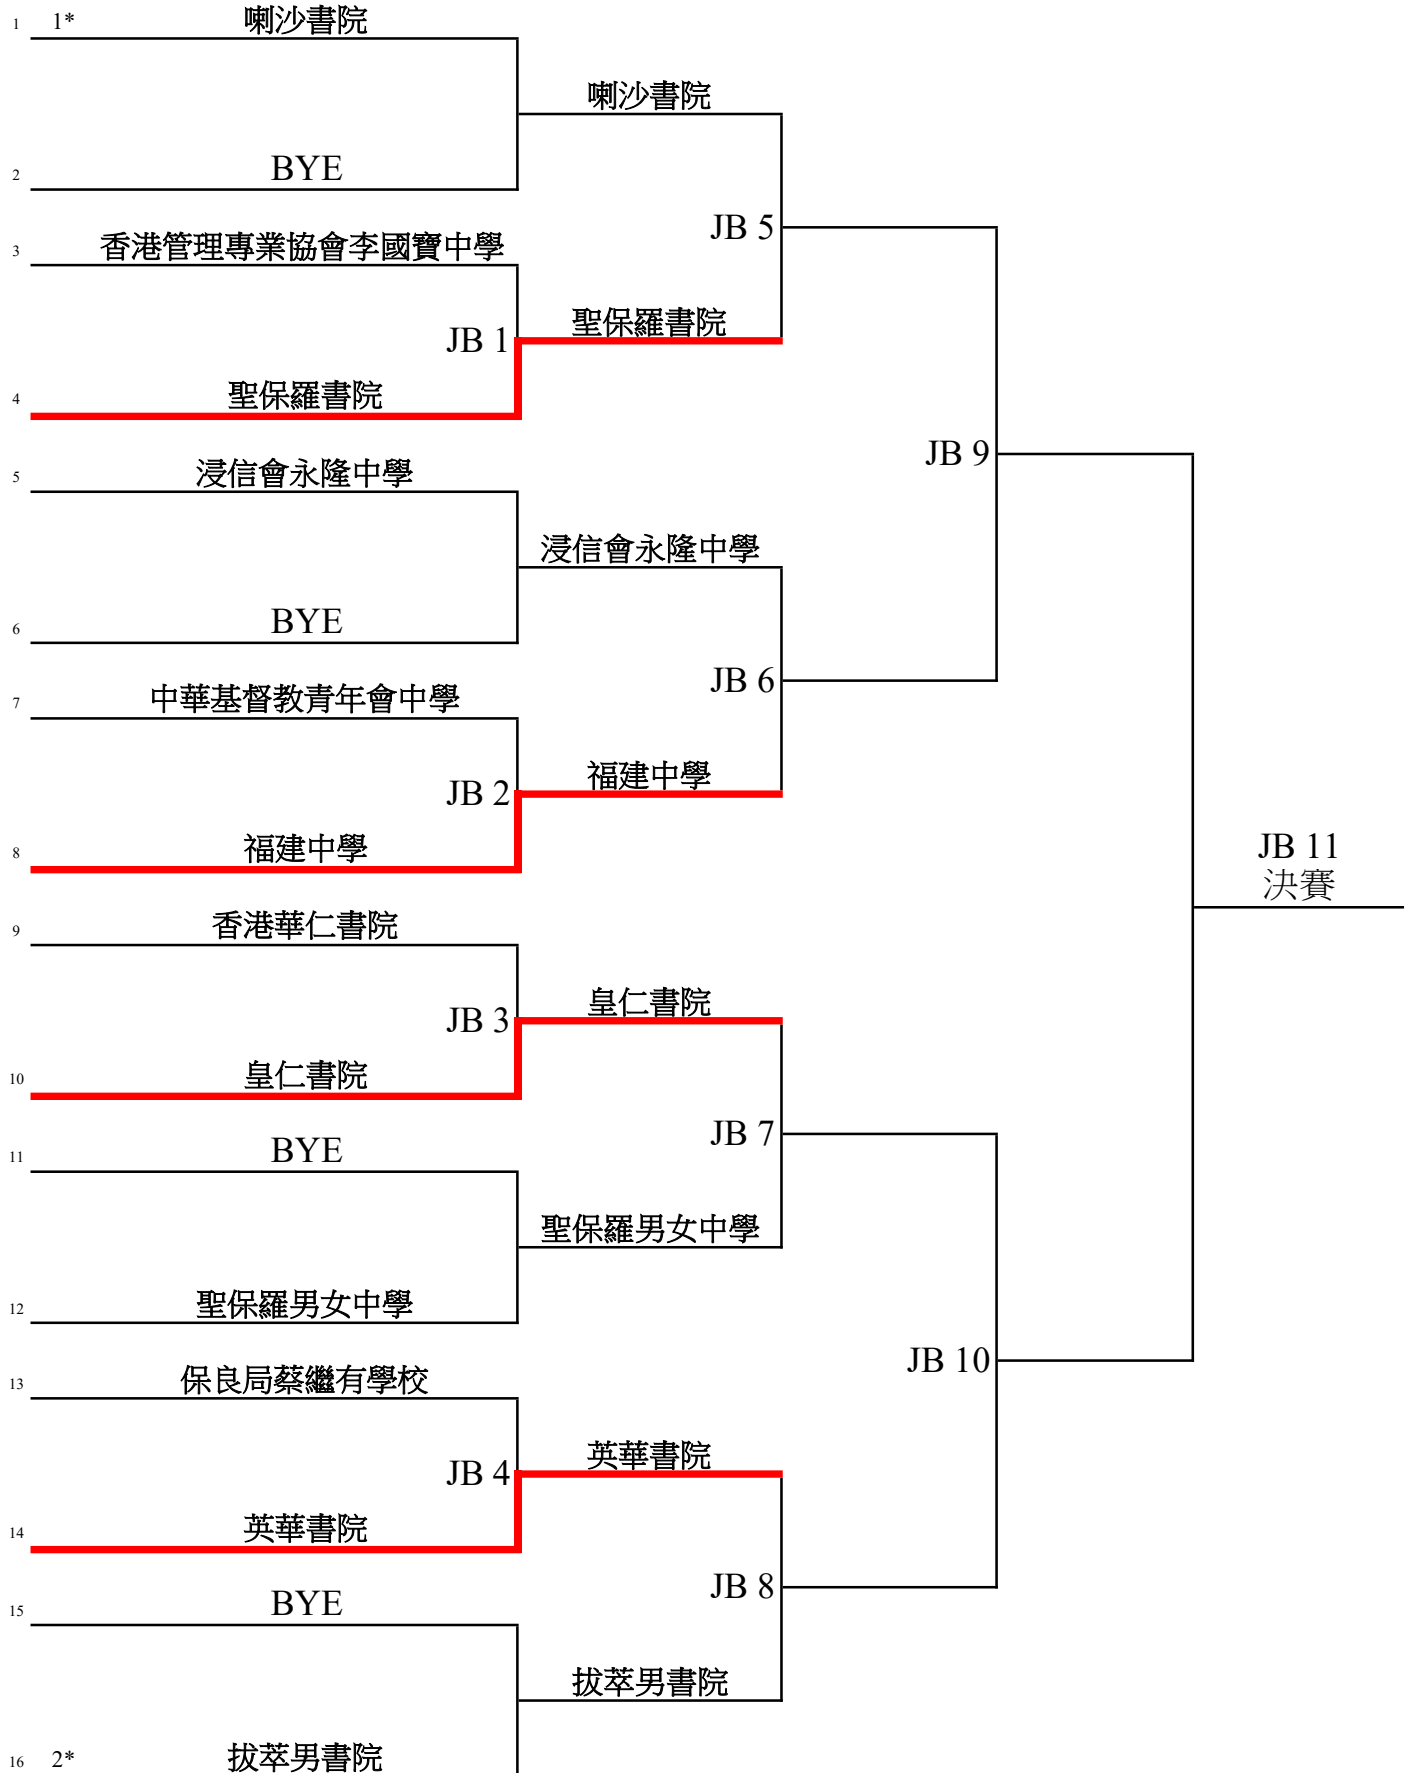 1 1* 喇沙書院
喇沙書院
2 BYE
JB 5
3 香港管理專業協會李國寶中學
聖保羅書院
JB 1
4 聖保羅書院
JB 9
5 浸信會永隆中學
浸信會永隆中學
6 BYE
JB 6
7 中華基督教青年會中學
福建中學
JB 2
8 福建中學
JB 11
決賽
9 香港華仁書院
皇仁書院
JB 3
10 皇仁書院
JB 7
11 BYE
聖保羅男女中學
12 聖保羅男女中學
JB 10
13 保良局蔡繼有學校
英華書院
JB 4
14 英華書院
JB 8
15 BYE
拔萃男書院
16 2* 拔萃男書院